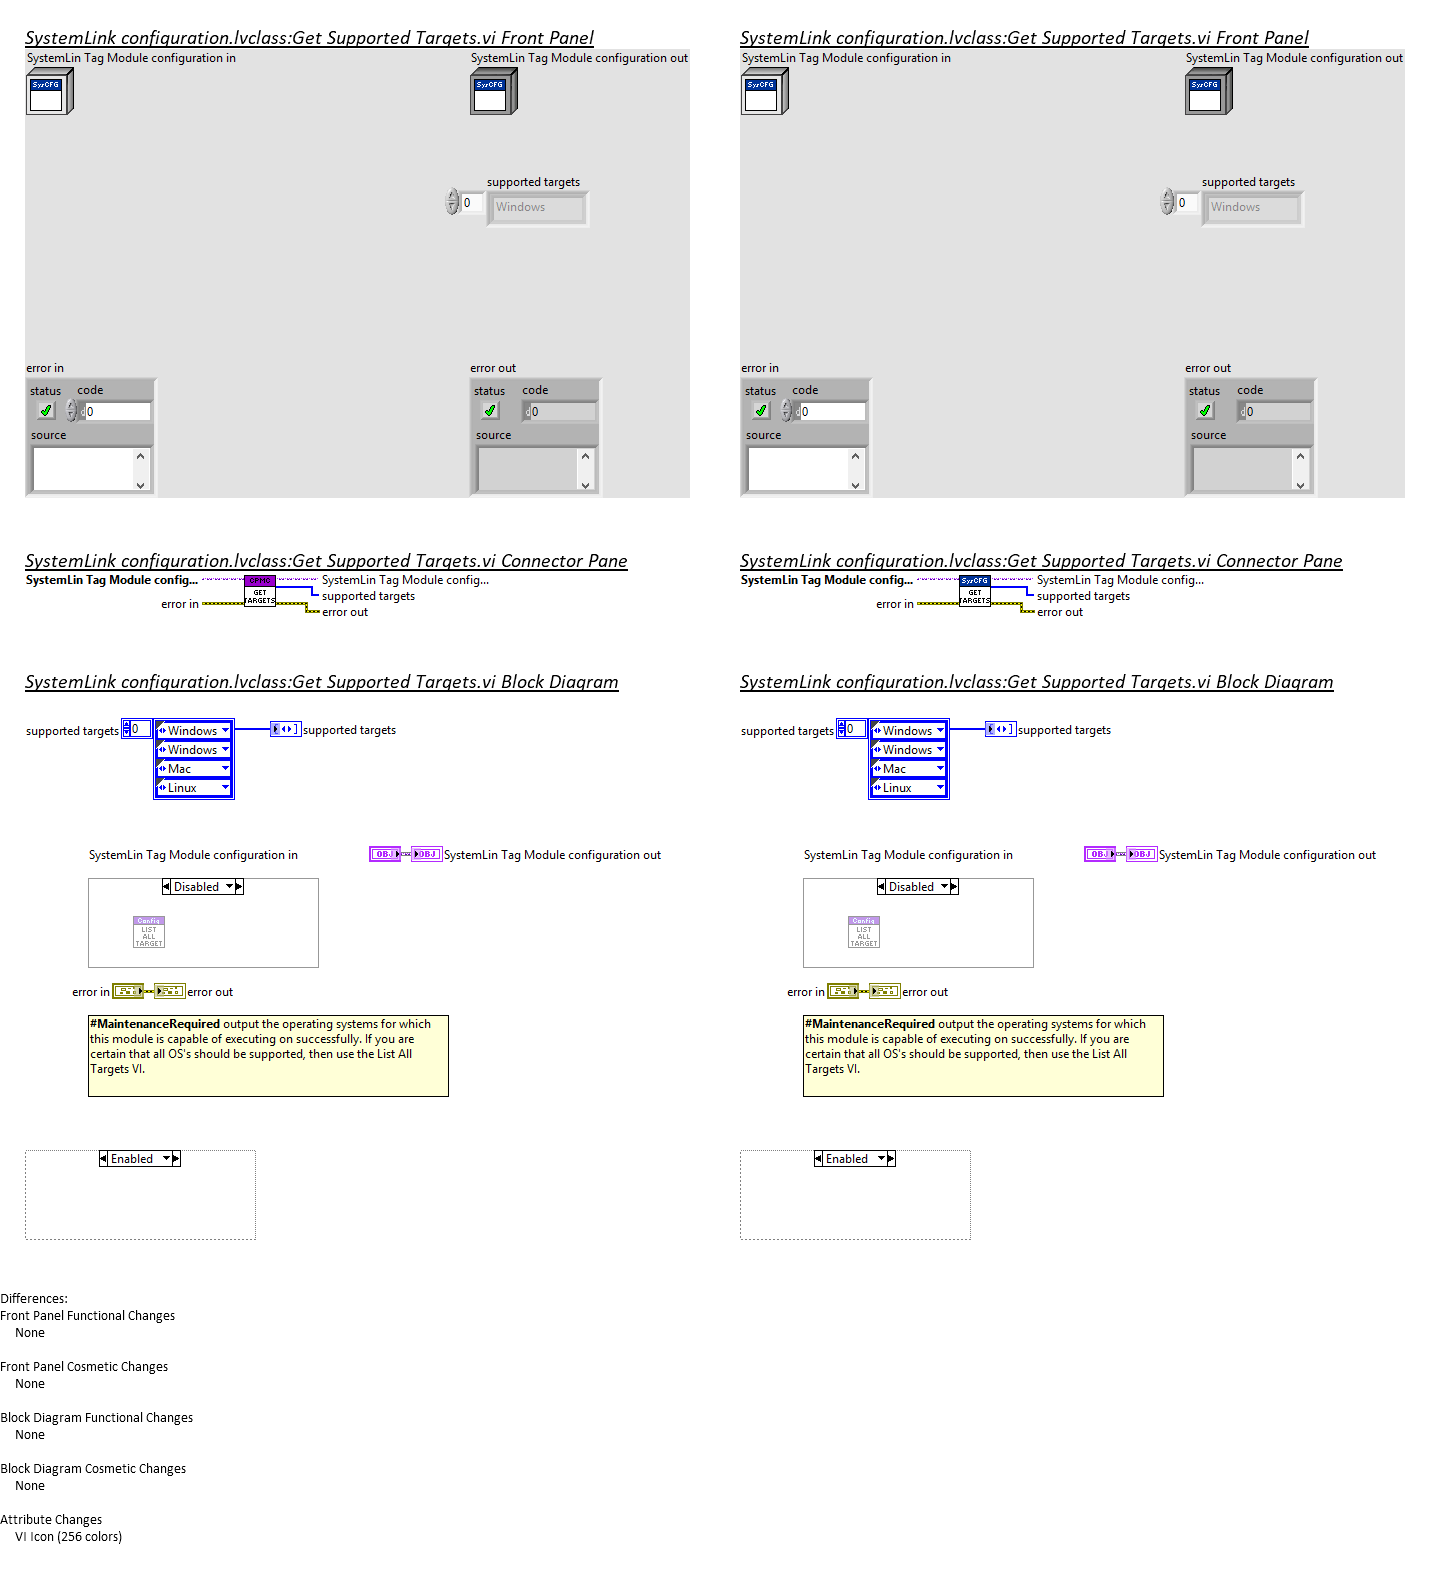 SystemLink configuration.lvclass:Get Supported Targets.vi Front Panel
SystemLin Tag Module configuration in
SystemLin Tag Module configuration out
SysCFG
SysCFG
supported targets
0
Windows
error in
error out
status
code
status
code
d0
d0
source
source
SystemLink configuration.lvclass:Get Supported Targets.vi Connector Pane
SystemLin Tag Module config...
SystemLin Tag Module config...
GET
TARGETS
supported targets
error in
error out
SystemLink configuration.lvclass:Get Supported Targets.vi Block Diagram
supported targets
0
Windows
supported targets
Windows
Mac
Linux
SystemLin Tag Module configuration in
OBJ
OBJ
SystemLin Tag Module configuration out
Disabled
Config
LIST
ALL
TARGET
error in
error out
#MaintenanceRequired output the operating systems for which
this module is capable of executing on successfully. If you are
certain that all OS's should be supported, then use the List All
Targets VI.
Enabled
SystemLink configuration.lvclass:Get Supported Targets.vi Front Panel
SystemLin Tag Module configuration in
SystemLin Tag Module configuration out
SysCFG
SysCFG
supported targets
0
Windows
error in
error out
status
code
status
code
d0
d0
source
source
SystemLink configuration.lvclass:Get Supported Targets.vi Connector Pane
SystemLin Tag Module config...
SysCFG
SystemLin Tag Module config...
GET
TARGETS
supported targets
error in
error out
SystemLink configuration.lvclass:Get Supported Targets.vi Block Diagram
supported targets
0
Windows
supported targets
Windows
Mac
Linux
SystemLin Tag Module configuration in
OBJ
OBJ
SystemLin Tag Module configuration out
Disabled
Config
LIST
ALL
TARGET
error in
error out
#MaintenanceRequired output the operating systems for which
this module is capable of executing on successfully. If you are
certain that all OS's should be supported, then use the List All
Targets VI.
Enabled
Differences:
Front Panel Functional Changes
None
Front Panel Cosmetic Changes
None
Block Diagram Functional Changes
None
Block Diagram Cosmetic Changes
None
Attribute Changes
VI Icon (256 colors)